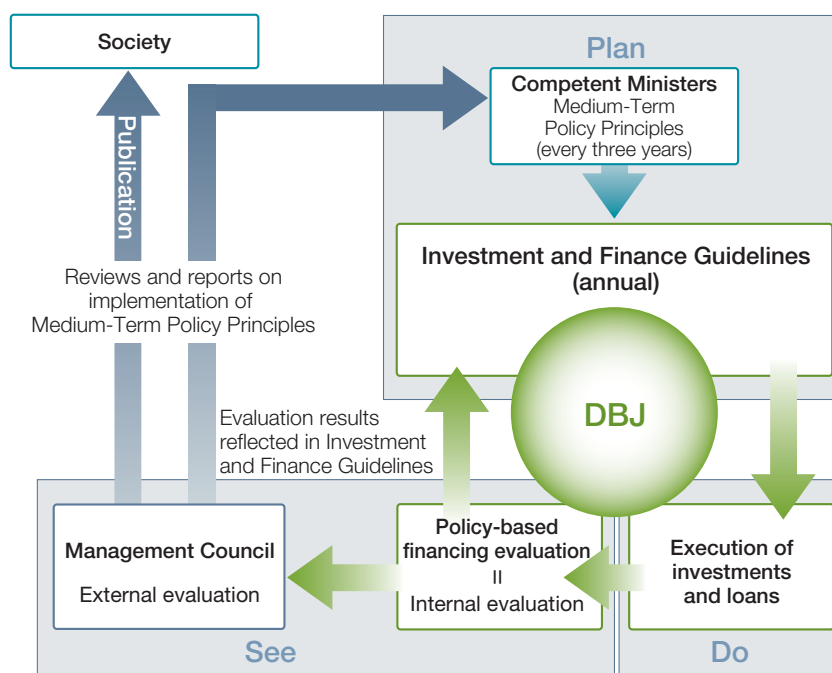 Society
Plan
Competent Ministers
Medium-Term
Policy Principles
(every three years)
Publication
Investment and Finance Guidelines
(annual)
Reviews and reports on
implementation of
Medium-Term Policy Principles
DBJ
Evaluation results
reflected in Investment
and Finance Guidelines
Management Council
External evaluation
Policy-based
financing evaluation
=
Internal evaluation
Execution of
investments
and loans
See
Do